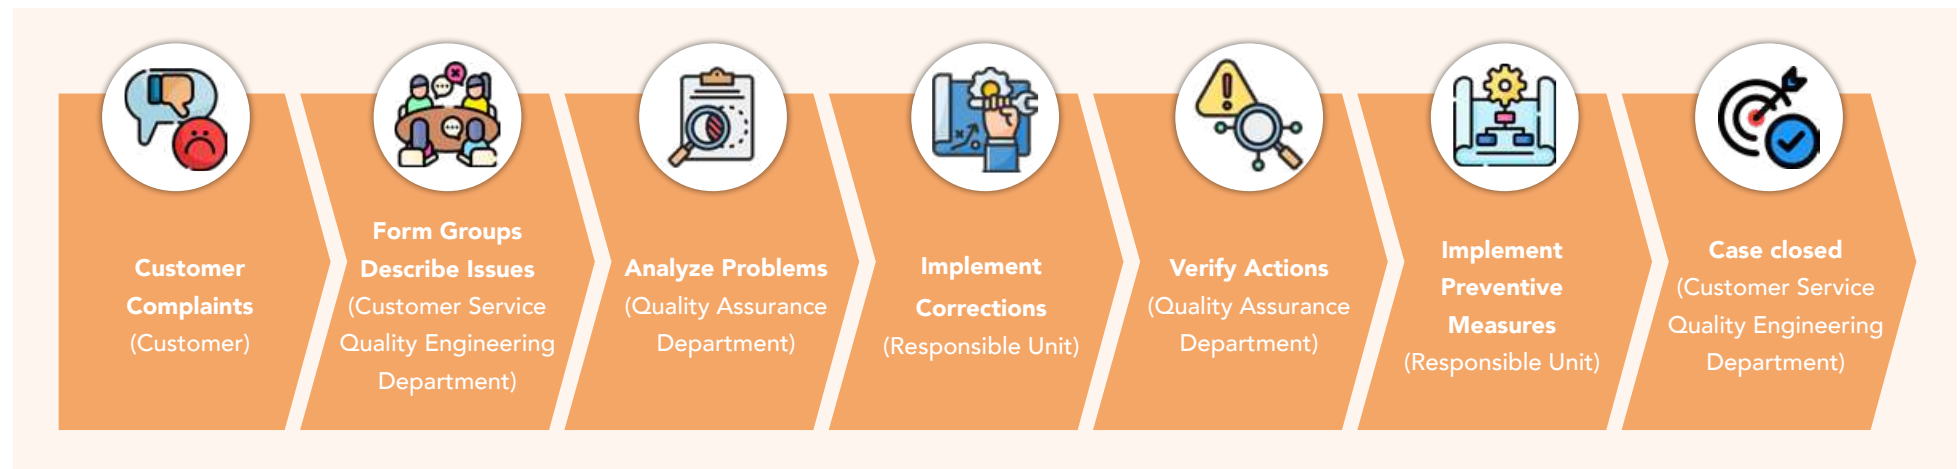 Customer
Complaints
(Customer)
Form Groups
Describe Issues
(Customer Service
Quality Engineering
Department)
Analyze Problems
(Quality Assurance
Department)
Implement
Corrections
(Responsible Unit)
Verify Actions
(Quality Assurance
Department)
Implement
Preventive
Measures
(Responsible Unit)
Case closed
(Customer Service
Quality Engineering
Department)